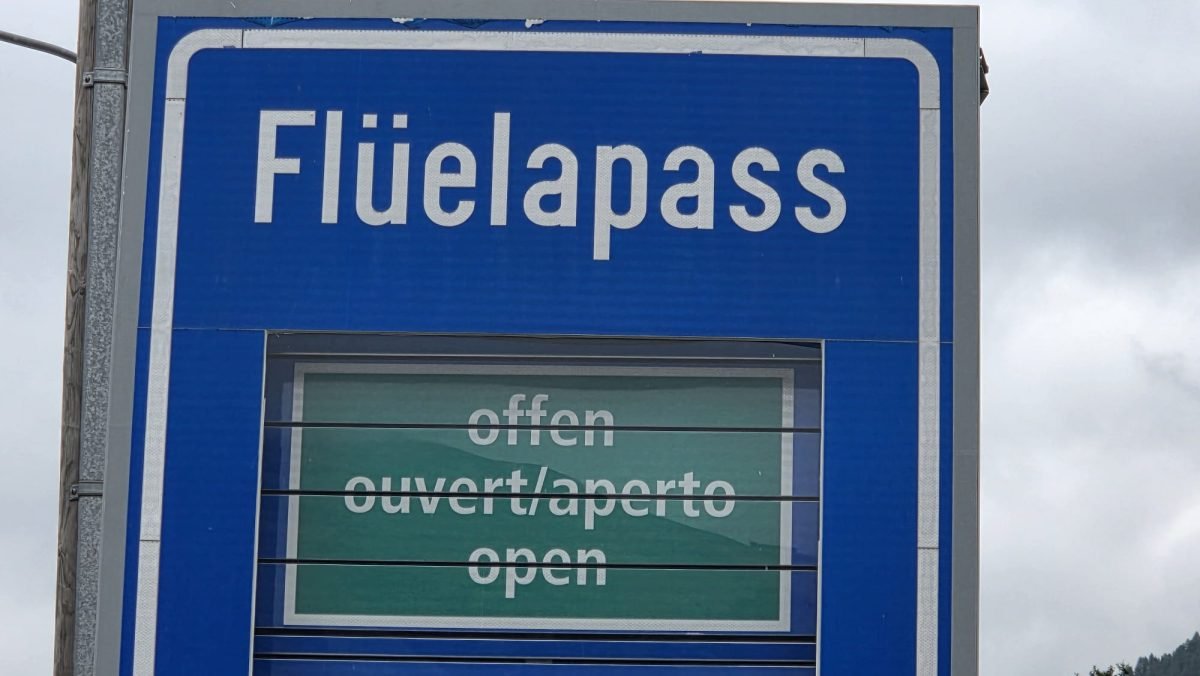 Flüelapass
offen
ouvert/aperto
open